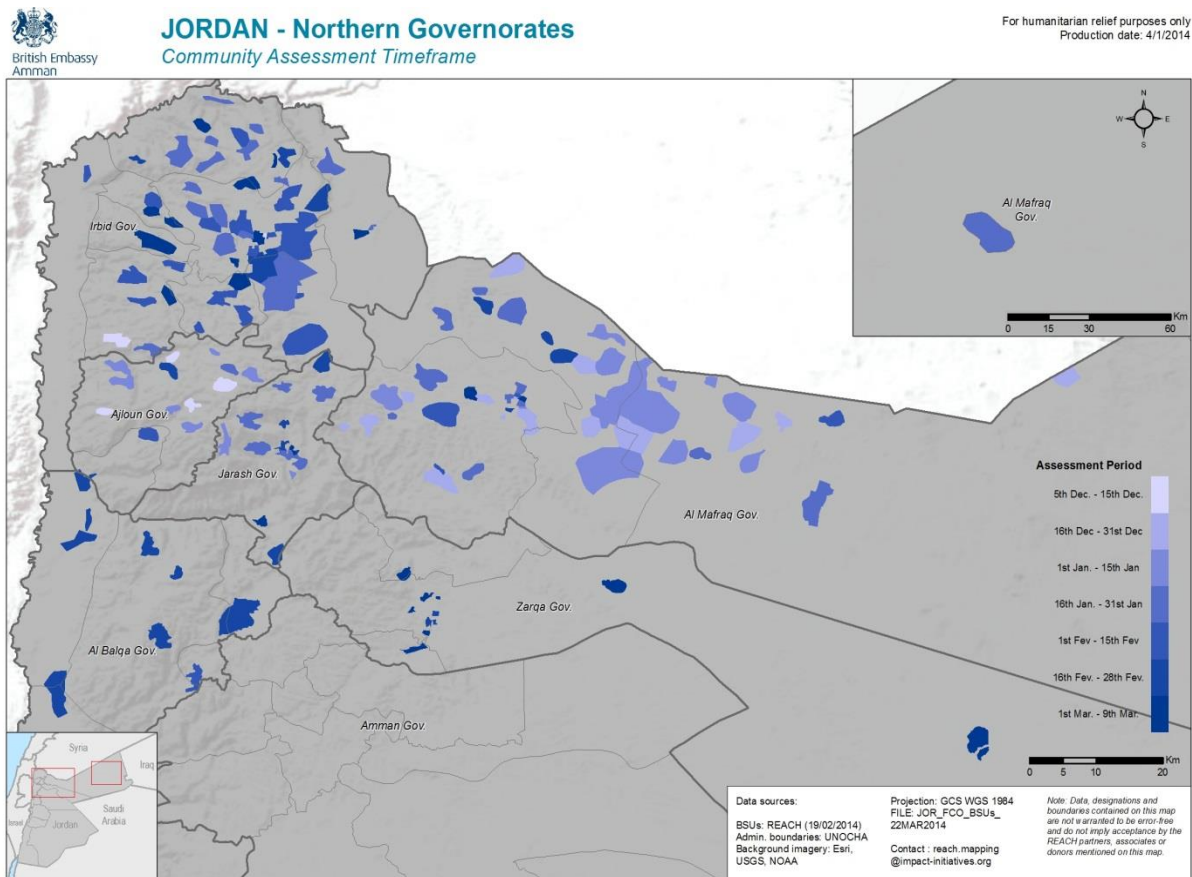 British Embassy
Amman
JORDAN - Northern Governorates
Community Assessment Timeframe
For humanitarian relief purposes only
Production date: 4/1/2014
N
W
E
S
Al Mafraq
Gov.
Km
0 15 30 60
Irbid Gov.
Ajloun Gov.
Jarash Gov.
Al Mafraq Gov.
Zarqa Gov.
Al Balqa Gov.
Amman Gov.
Assessment Period
5th Dec. - 15th Dec.
16th Dec - 31st Dec
1st Jan. - 15th Jan
16th Jan. - 31st Jan
1st Fev - 15th Fev
16th Fev. - 28th Fev.
1st Mar. - 9th Mar.
Km
0 5 10 20
Syria
Iraq
Israel
Jordan
Saudi
Arabia
Data sources:
BSUs: REACH (19/02/2014)
Admin. boundaries: UNOCHA
Background imagery: Esri,
USGS, NOAA
Projection: GCS WGS 1984
FILE: JOR_FCO_BSUs_
22MAR2014
Contact : reach.mapping
@impact-initiatives.org
Note: Data, designations and
boundaries contained on this map
are not warranted to be error-free
and do not imply acceptance by the
REACH partners, associates or
donors mentioned on this map.